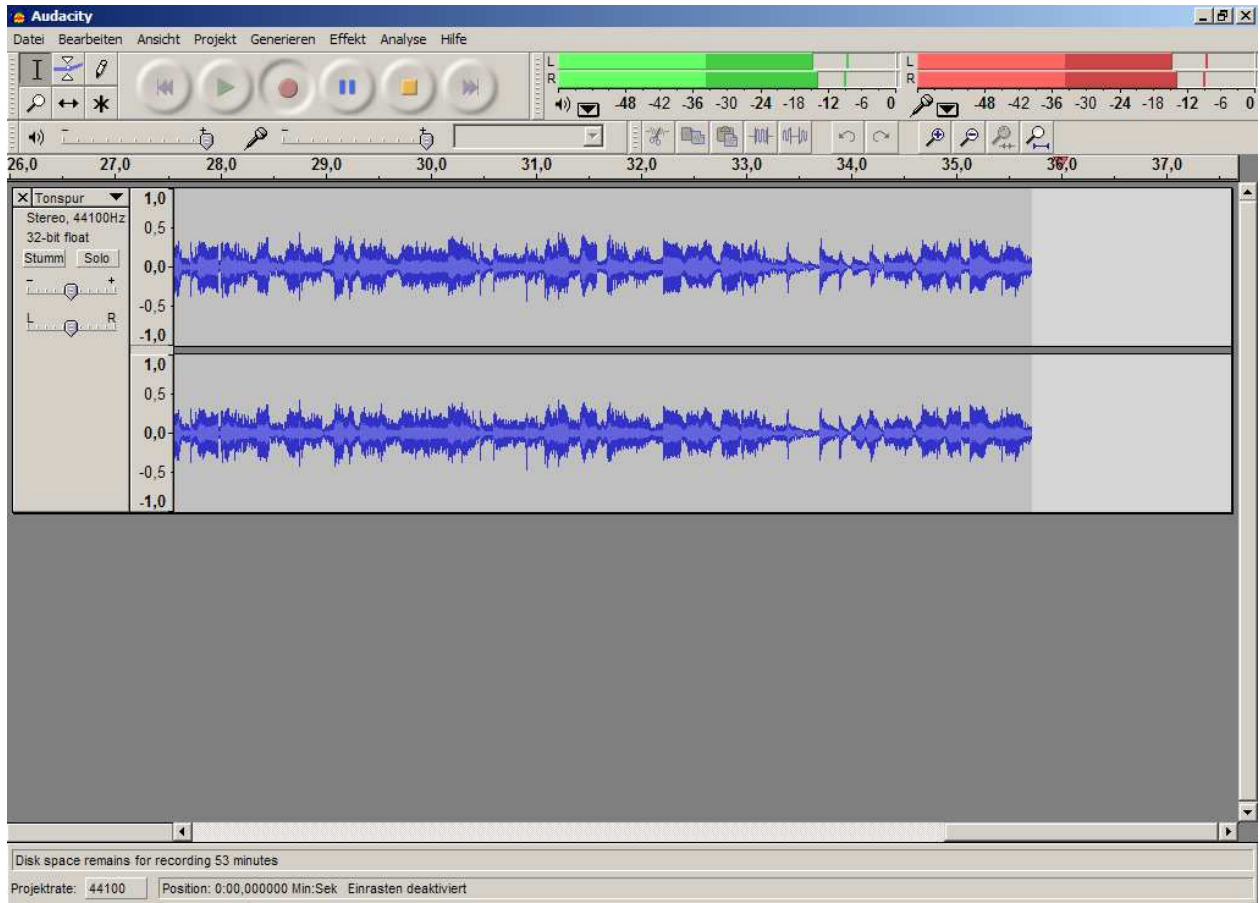 Audacity
Datei Bearbeiten Ansicht Projekt Generieren Effekt Analyse Hilfe
L
R
-48 -42 -36 -30 -24 -18 -12 -6 0
L
R
-48 -42 -36 -30 -24 -18 -12 -6 0
26,0 27,0 28,0 29,0 30,0 31,0 32,0 33,0 34,0 35,0 36,0 37,0
Tonspur
Stereo, 44100Hz
32-bit float
Stumm Solo
- +
L R
1,0
0,5
0,0
-0,5
-1,0
1,0
0,5
0,0
-0,5
-1,0
Disk space remains for recording 53 minutes
Projektrate: 44100 Position: 0:00,000000 Min:Sek Einrasten deaktiviert